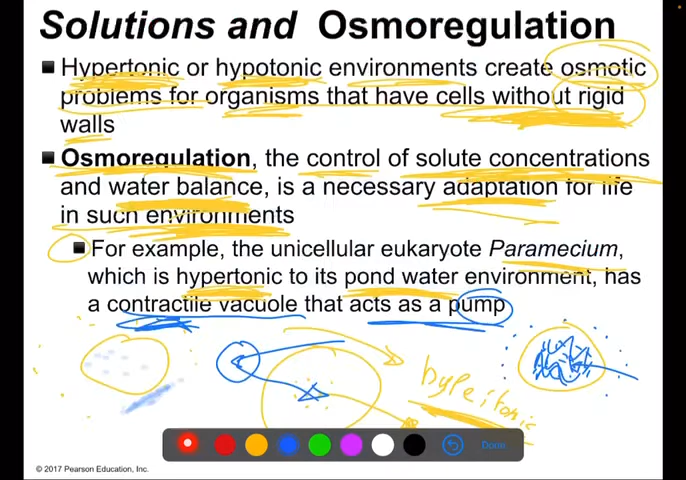 Solutions and Osmoregulation
Hypertonic or hypotonic environments create osmotic
problems for organisms that have cells without rigid
walls
Osmoregulation, the control of solute concentrations
and water balance, is a necessary adaptation for life
in such environments
For example, the unicellular eukaryote Paramecium,
which is hypertonic to its pond water environment, has
a contractile vacuole that acts as a pump
hypeitonic
Done
© 2017 Pearson Education, Inc.